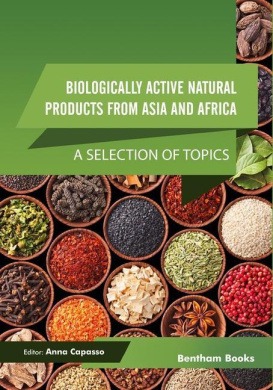 BIOLOGICALLY ACTIVE NATURAL
PRODUCTS FROM ASIA AND AFRICA
A SELECTION OF TOPICS
Editor: Anna Capasso
Bentham Books